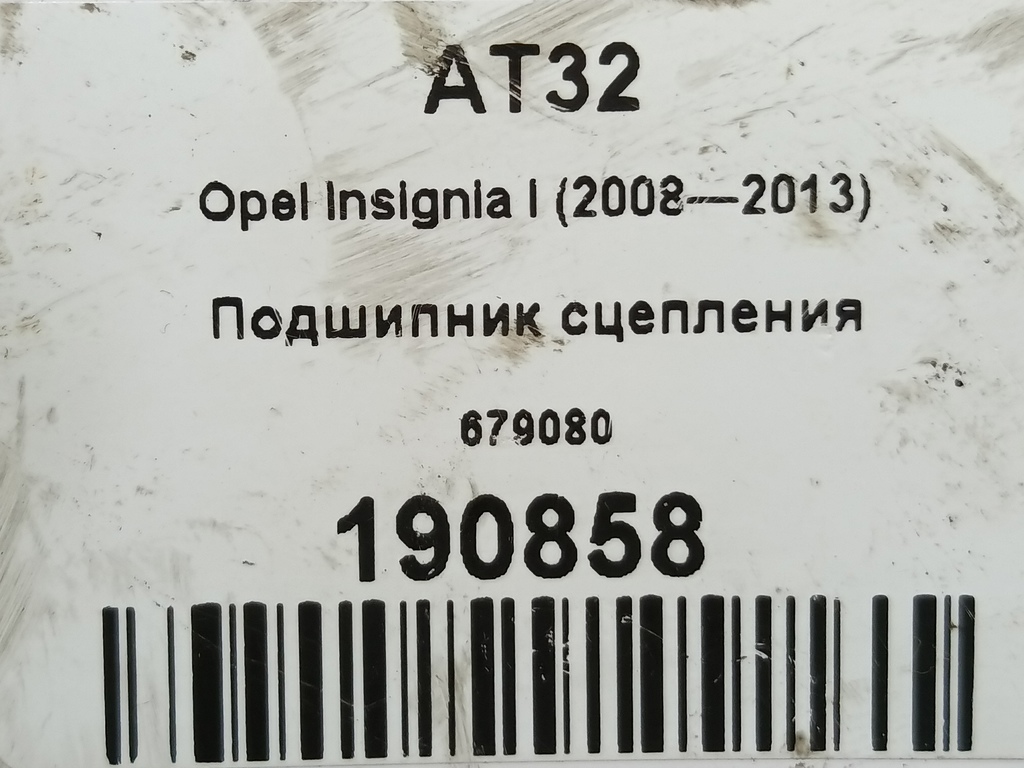 AT32
Opel Insignia I (2008—2013)
Подшипник сцепления
679080
190858